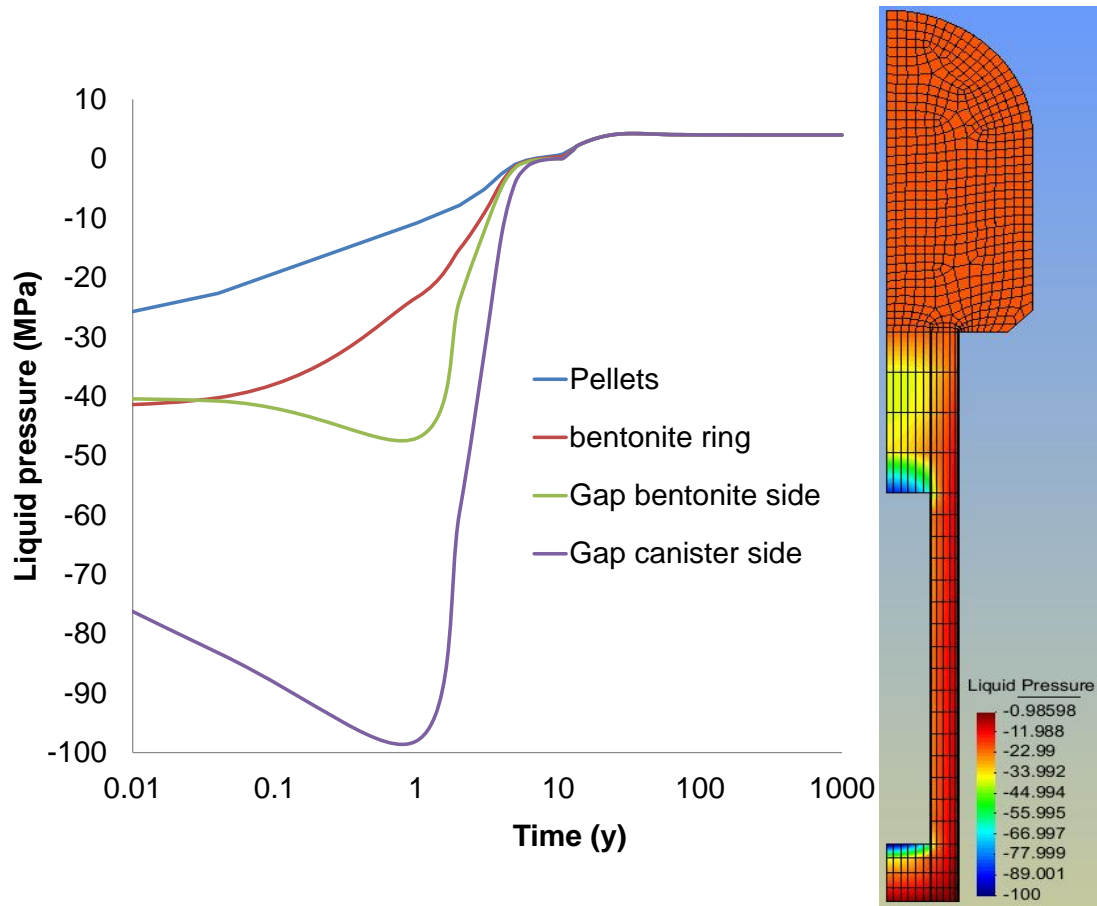 10
0
-10
-20
-30
-40
-50
-60
-70
-80
-90
-100
Liquid pressure (MPa)
0.01 0.1 1 10 100 1000
Time (y)
Pellets
bentonite ring
Gap bentonite side
Gap canister side
Liquid Pressure
-0.98598
-11.988
-22.99
-33.992
-44.994
-55.995
-66.997
-77.999
-89.001
-100